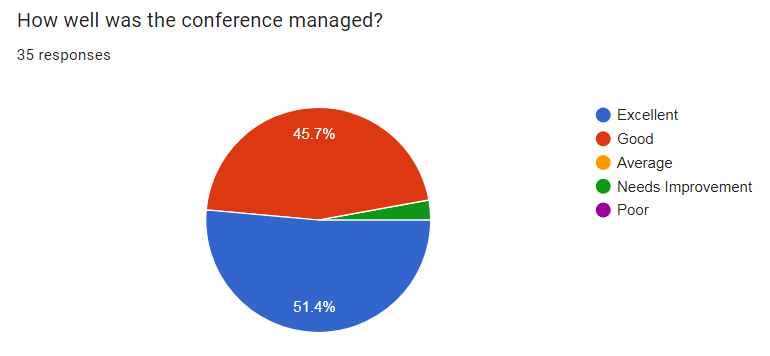 How well was the conference managed?
35 responses
45.7%
51.4%
Excellent
Good
Average
Needs Improvement
Poor